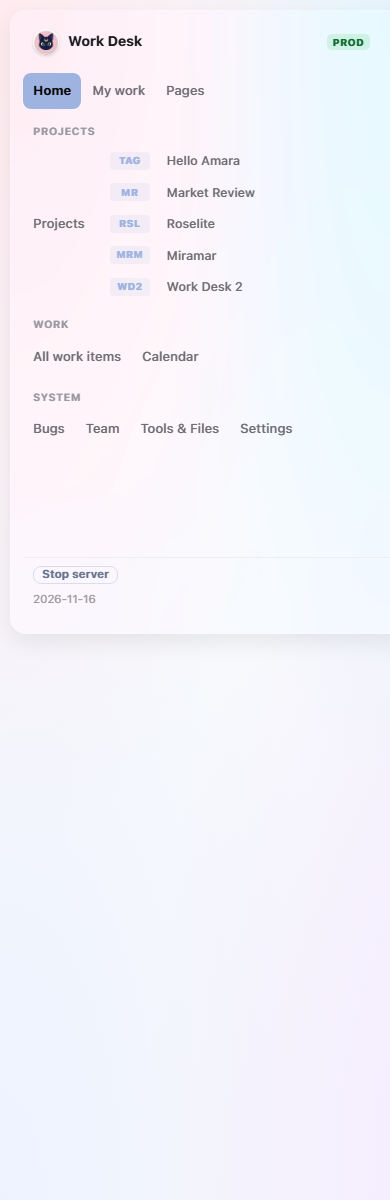 Work Desk PROD
Home My work Pages
PROJECTS
TAG Hello Amara
MR Market Review
Projects RSL Roselite
MRM Miramar
WD2 Work Desk 2
WORK
All work items Calendar
SYSTEM
Bugs Team Tools & Files Settings
Stop server
2026-11-16